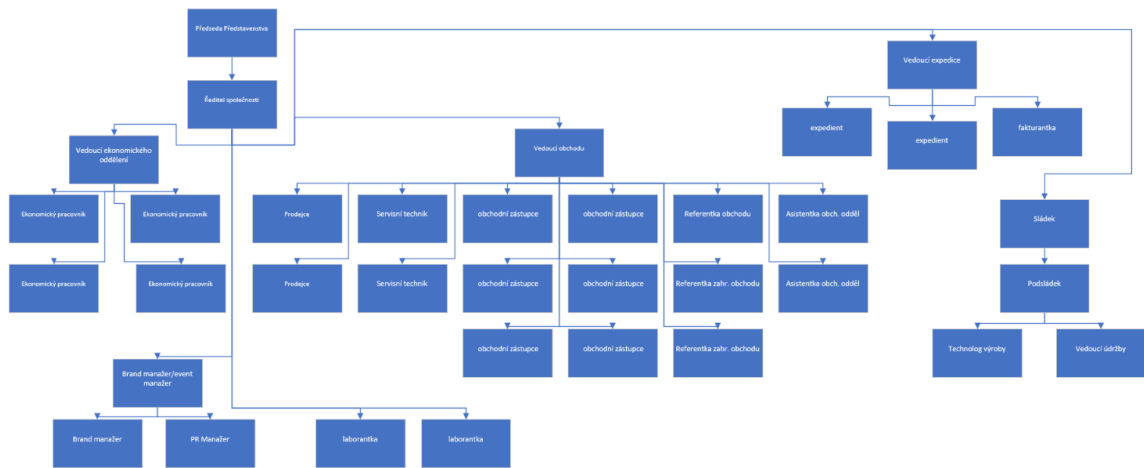 Předseda Představenstva
Vedoucí expedice
Ředitel společnosti
expedient
expedient
fakturantka
Vedoucí ekonomického
oddělení
Vedoucí obchodu
Ekonomický pracovník
Ekonomický pracovník
Prodejce
Servisní technik
obchodní zástupce
obchodní zástupce
Referentka obchodu
Asistentka obch. odděl
Sládek
Ekonomický pracovník
Ekonomický pracovník
Prodejce
Servisní technik
obchodní zástupce
obchodní zástupce
Referentka zahr. obchodu
Asistentka obch. odděl
Podsládek
obchodní zástupce
obchodní zástupce
Referentka zahr. obchodu
Technolog výroby
Vedoucí údržby
Brand manažer/event
manažer
Brand manažer
PR Manažer
laborantka
laborantka